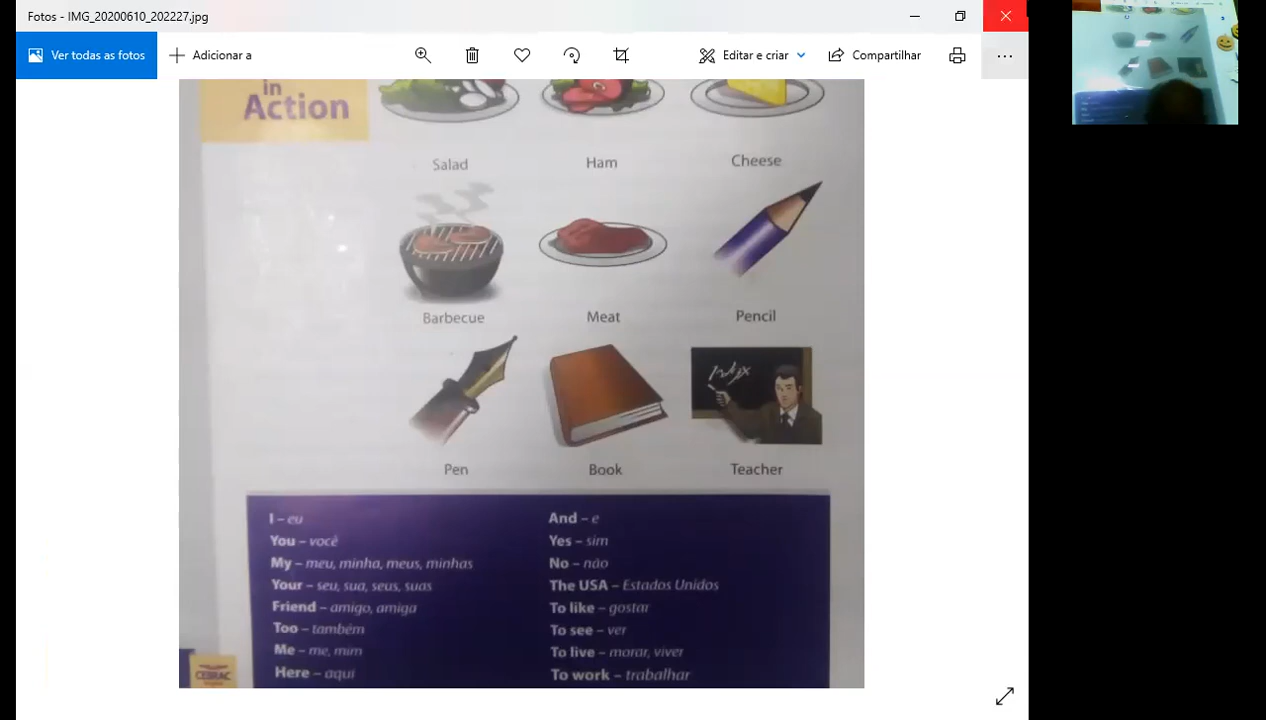 Fotos - IMG_20200610_202227.jpg
Ver todas as fotos
Adicionar a
Editar e criar
Compartilhar
in
Action
Salad Ham Cheese
Barbecue Meat Pencil
Pen Book Teacher
I – eu
You – você
My – meu, minha, meus, minhas
Your – seu, sua, seus, suas
Friend – amigo, amiga
Too – também
Me – me, mim
Here – aqui
And – e
Yes – sim
No – não
The USA – Estados Unidos
To like – gostar
To see – ver
To live – morar, viver
To work – trabalhar
CEBRAC